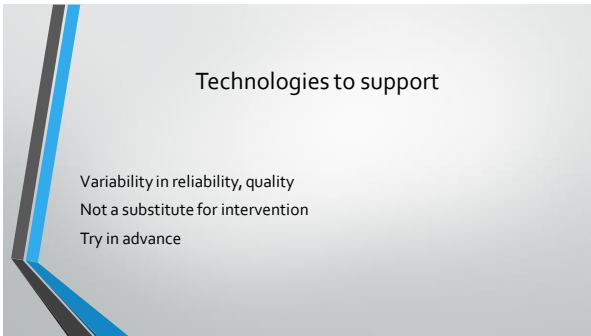 Technologies to support
Variability in reliability, quality
Not a substitute for intervention
Try in advance